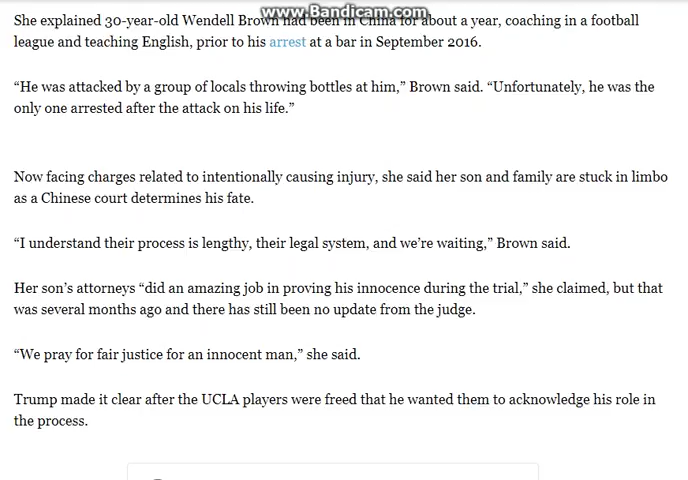 www.Bandicam.com
She explained 30-year-old Wendell Brown had been in China for about a year, coaching in a football
league and teaching English, prior to his arrest at a bar in September 2016.
“He was attacked by a group of locals throwing bottles at him,” Brown said. “Unfortunately, he was the
only one arrested after the attack on his life.”
Now facing charges related to intentionally causing injury, she said her son and family are stuck in limbo
as a Chinese court determines his fate.
“I understand their process is lengthy, their legal system, and we’re waiting,” Brown said.
Her son’s attorneys “did an amazing job in proving his innocence during the trial,” she claimed, but that
was several months ago and there has still been no update from the judge.
“We pray for fair justice for an innocent man,” she said.
Trump made it clear after the UCLA players were freed that he wanted them to acknowledge his role in
the process.